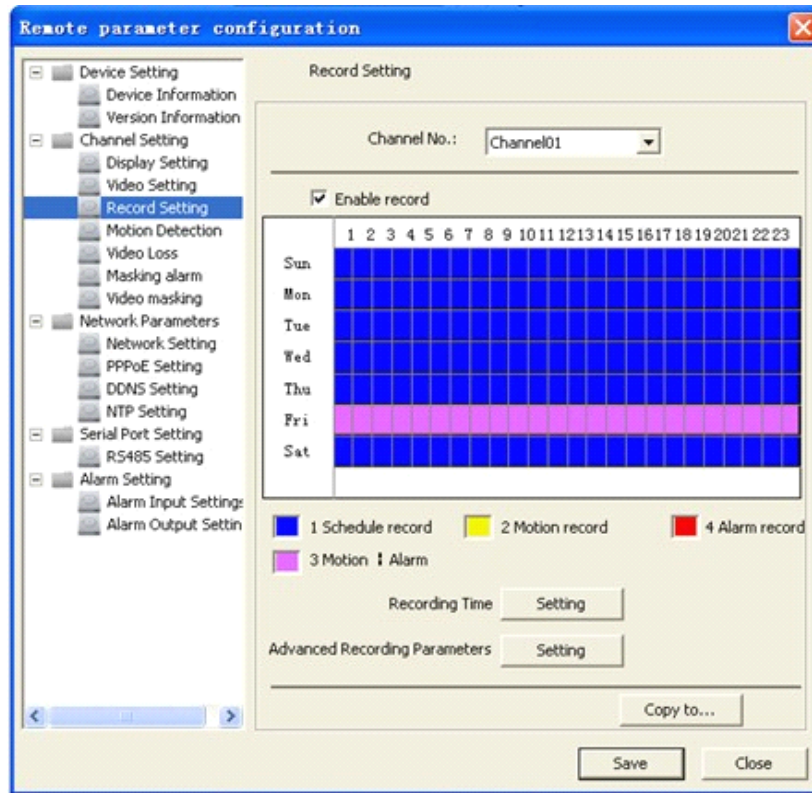 Remote parameter configuration
Device Setting
Device Information
Version Information
Channel Setting
Display Setting
Video Setting
Record Setting
Motion Detection
Video Loss
Masking alarm
Video masking
Network Parameters
Network Setting
PPPoE Setting
DDNS Setting
NTP Setting
Serial Port Setting
RS485 Setting
Alarm Setting
Alarm Input Settings
Alarm Output Settin
Record Setting
Channel No.: Channel01
Enable record
1 2 3 4 5 6 7 8 9 10 11 12 13 14 15 16 17 18 19 20 21 22 23
Sun
Mon
Tue
Wed
Thu
Fri
Sat
1 Schedule record 2 Motion record 4 Alarm record
3 Motion ¦ Alarm
Recording Time Setting
Advanced Recording Parameters Setting
Copy to...
Save Close